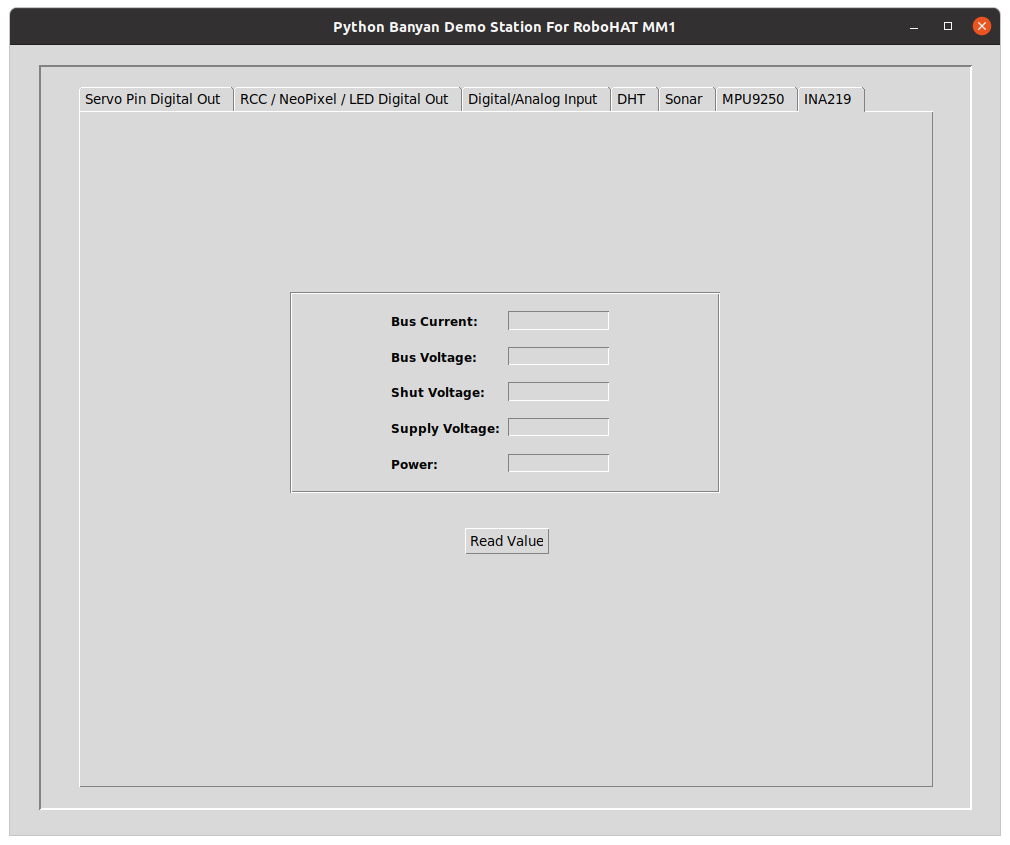 Python Banyan Demo Station For RoboHAT MM1
Servo Pin Digital Out RCC / NeoPixel / LED Digital Out Digital/Analog Input DHT Sonar MPU9250 INA219
Bus Current:
Bus Voltage:
Shut Voltage:
Supply Voltage:
Power:
Read Value